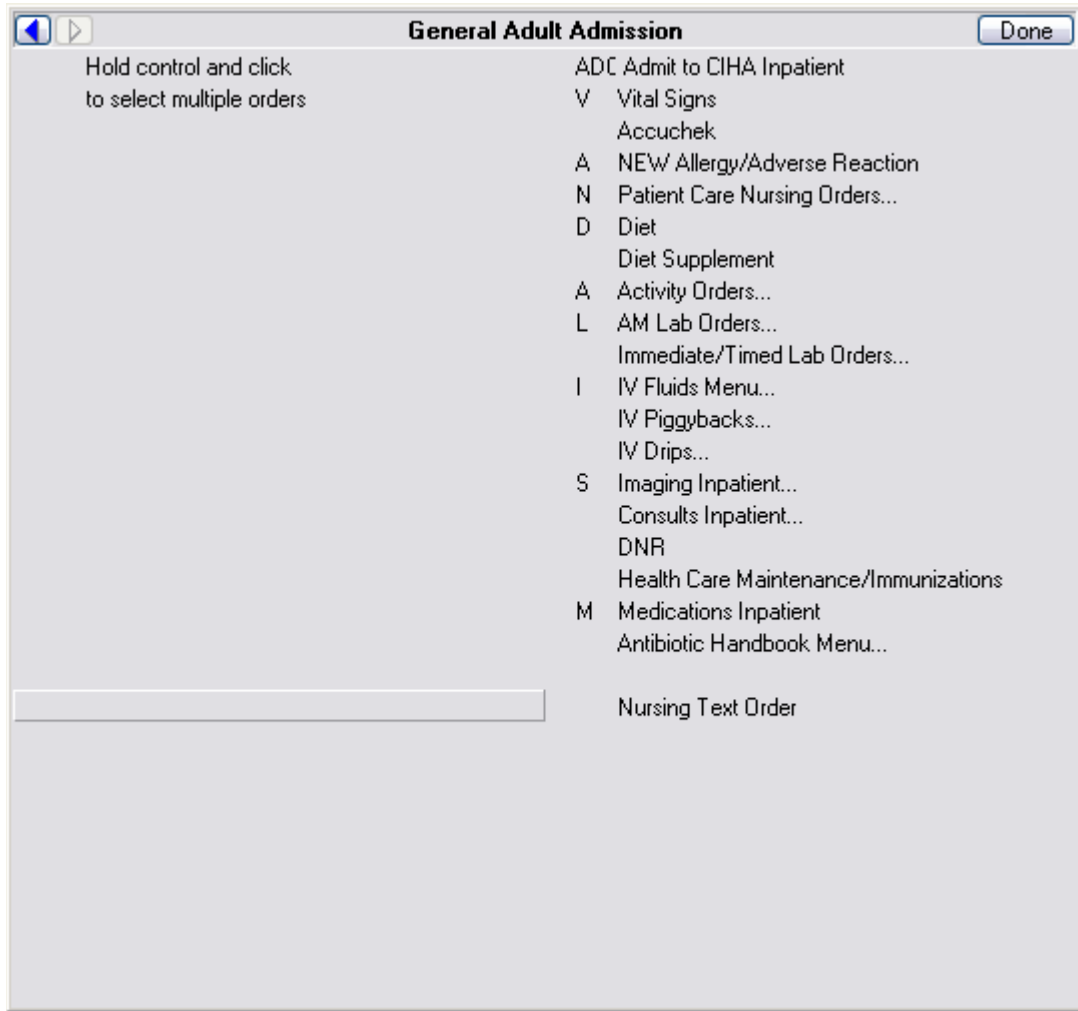 General Adult Admission
Done
Hold control and click
to select multiple orders
ADC Admit to CIHA Inpatient
V Vital Signs
Accuchek
A NEW Allergy/Adverse Reaction
N Patient Care Nursing Orders...
D Diet
Diet Supplement
A Activity Orders...
L AM Lab Orders...
Immediate/Timed Lab Orders...
I IV Fluids Menu...
IV Piggybacks...
IV Drips...
S Imaging Inpatient...
Consults Inpatient...
DNR
Health Care Maintenance/Immunizations
M Medications Inpatient
Antibiotic Handbook Menu...
Nursing Text Order